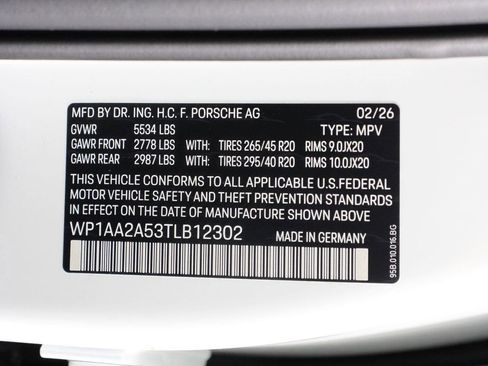 MFD BY DR. ING. H.C. F. PORSCHE AG 02/26
GVWR 5534 LBS TYPE: MPV
GAWR FRONT 2778 LBS WITH: TIRES 265/45 R20 RIMS 9.0JX20
GAWR REAR 2987 LBS WITH: TIRES 295/40 R20 RIMS 10.0JX20
THIS VEHICLE CONFORMS TO ALL APPLICABLE U.S.FEDERAL
MOTOR VEHICLE SAFETY AND THEFT PREVENTION STANDARDS
IN EFFECT ON THE DATE OF MANUFACTURE SHOWN ABOVE
WP1AA2A53TLB12302 MADE IN GERMANY
95B.010.016.BG